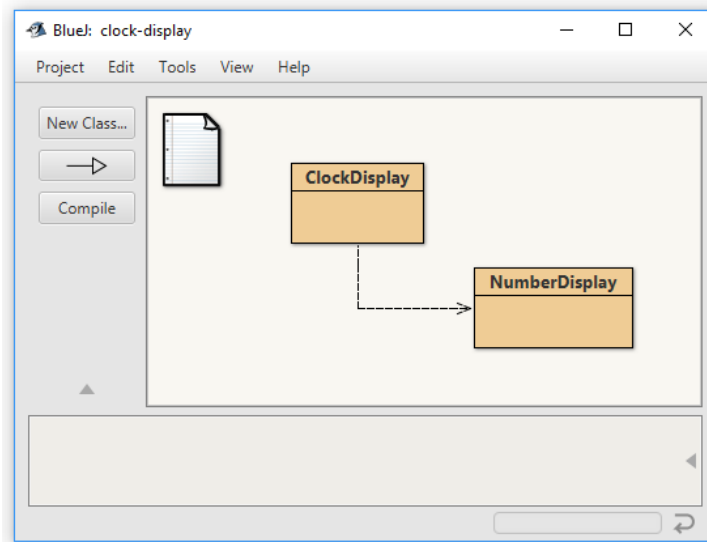 BlueJ: clock-display
Project Edit Tools View Help
New Class...
Compile
ClockDisplay
NumberDisplay